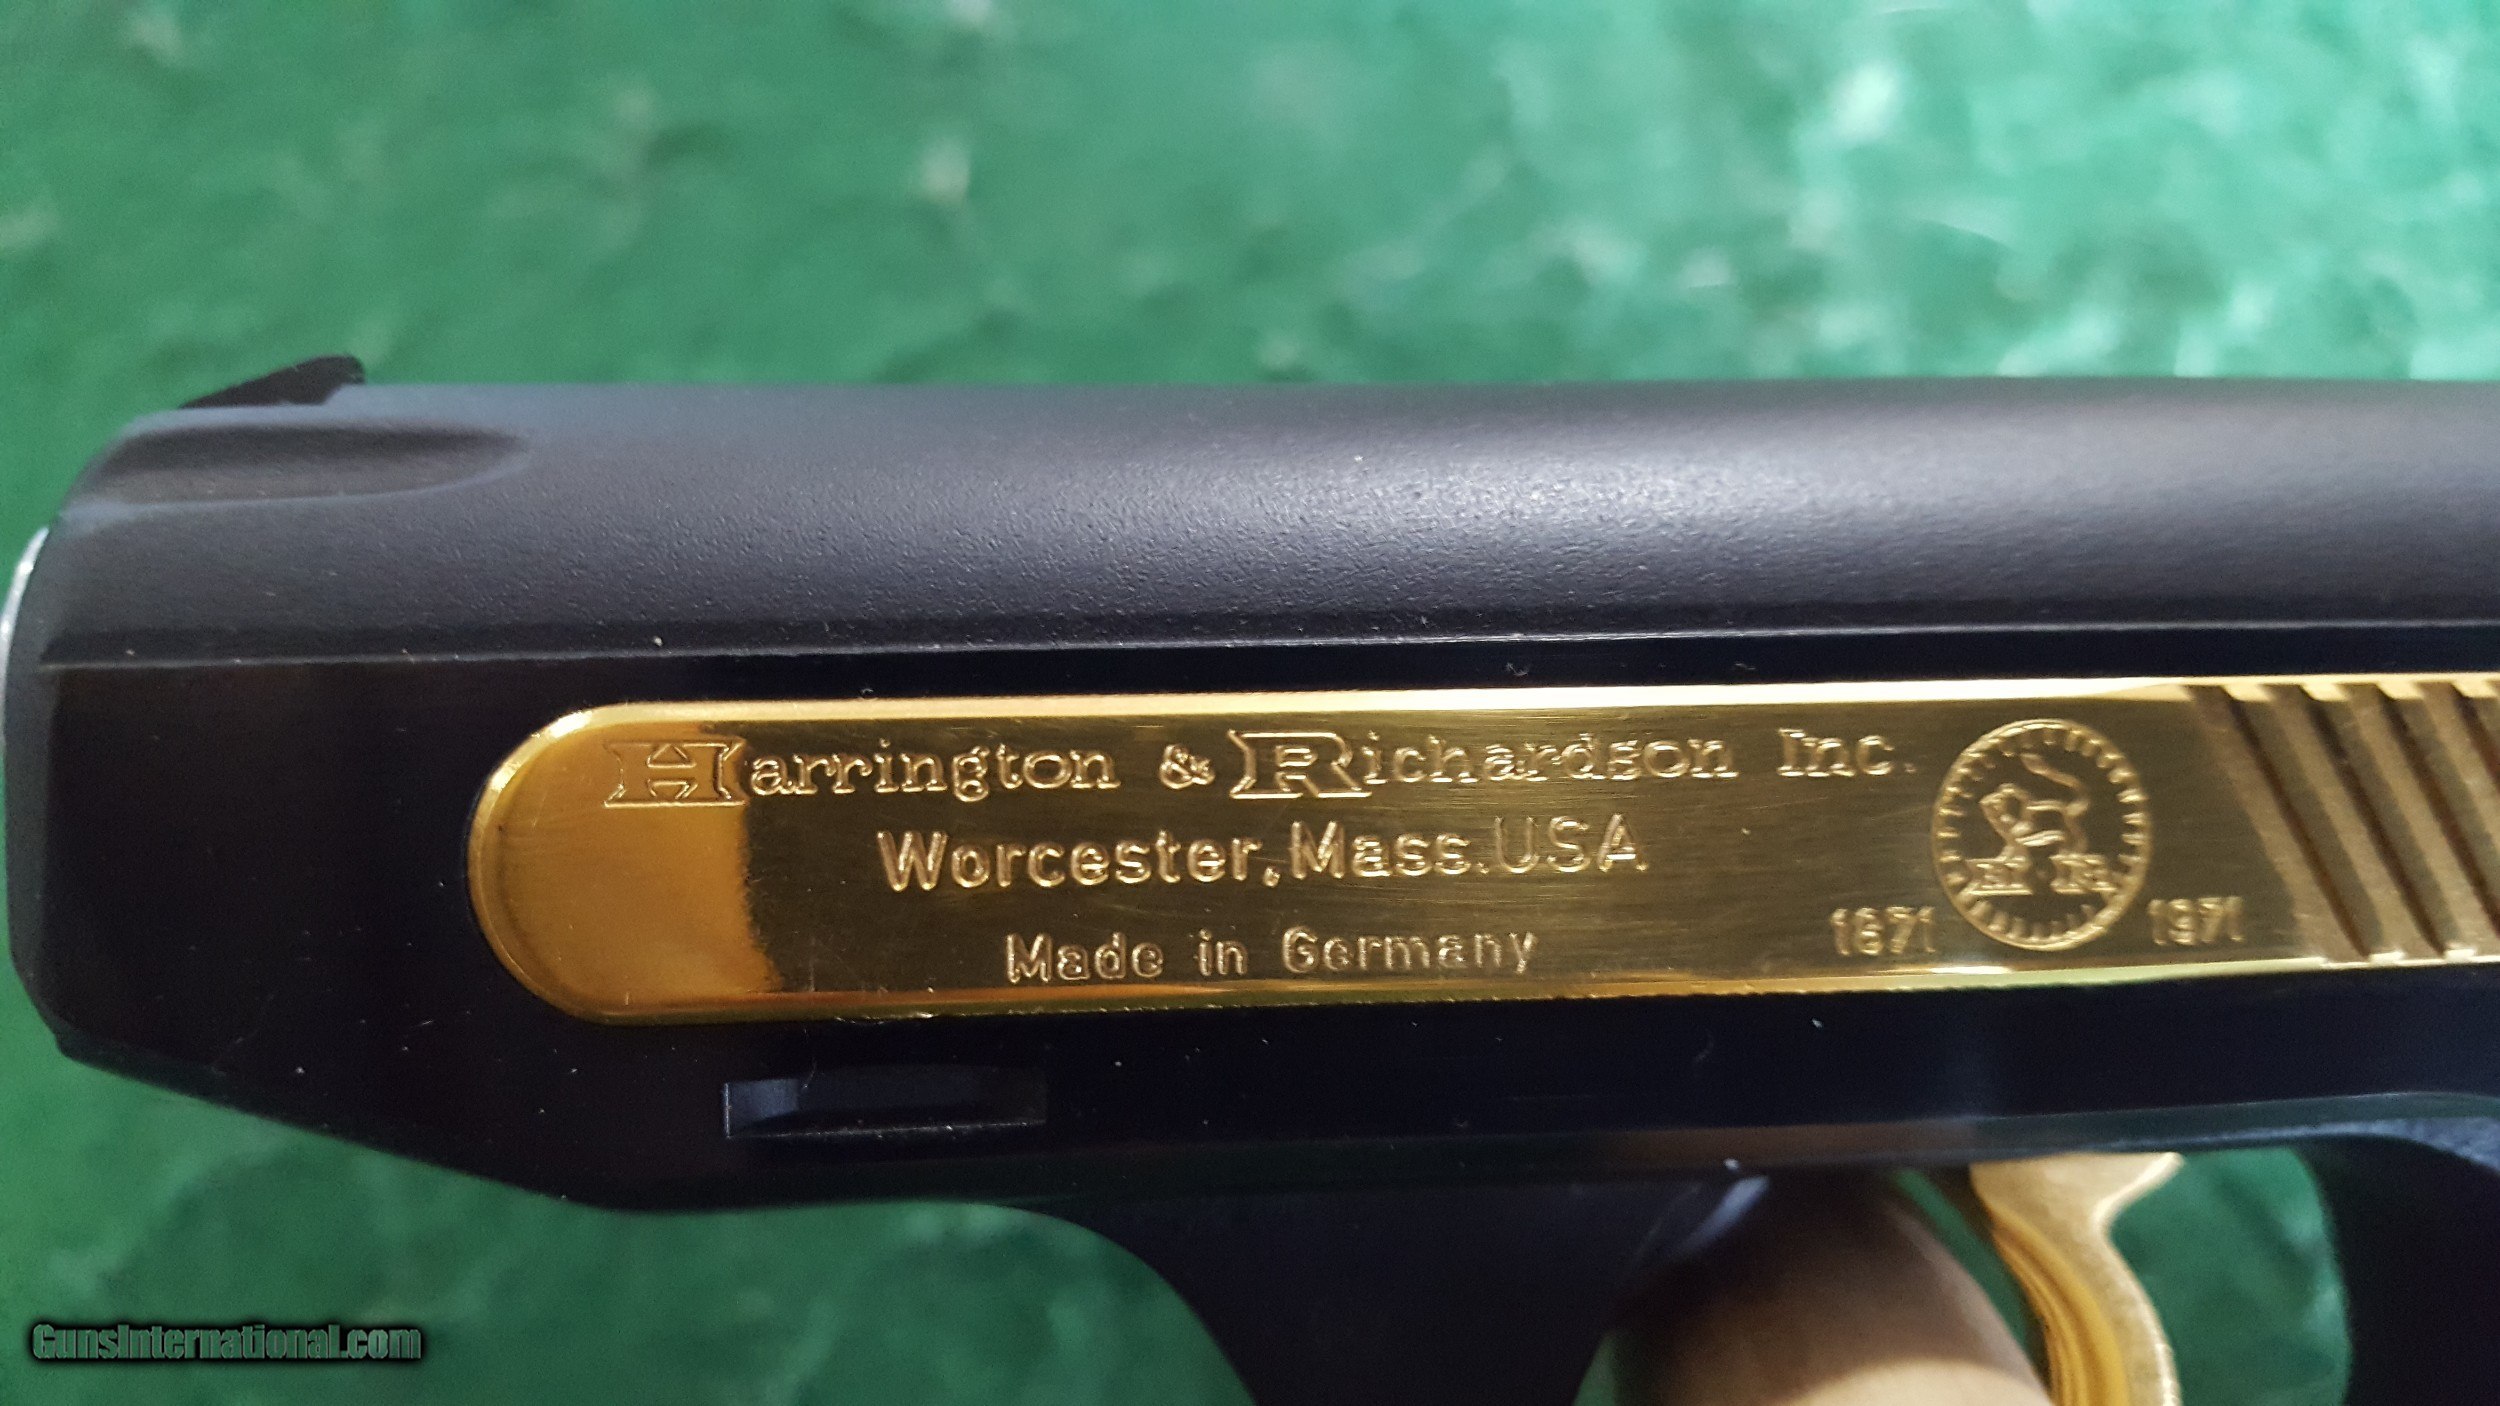 Harrington & Richardson Inc.
Worcester, Mass. USA
Made in Germany
H R
1871 1971
GunsInternational.com